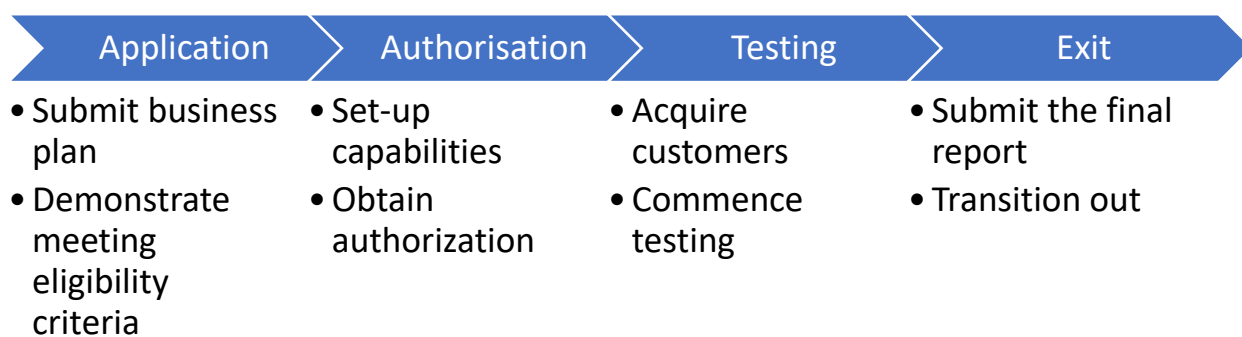 Application
Authorisation
Testing
Exit
• Submit business
plan
• Demonstrate
meeting
eligibility
criteria
• Set-up
capabilities
• Obtain
authorization
• Acquire
customers
• Commence
testing
• Submit the final
report
• Transition out